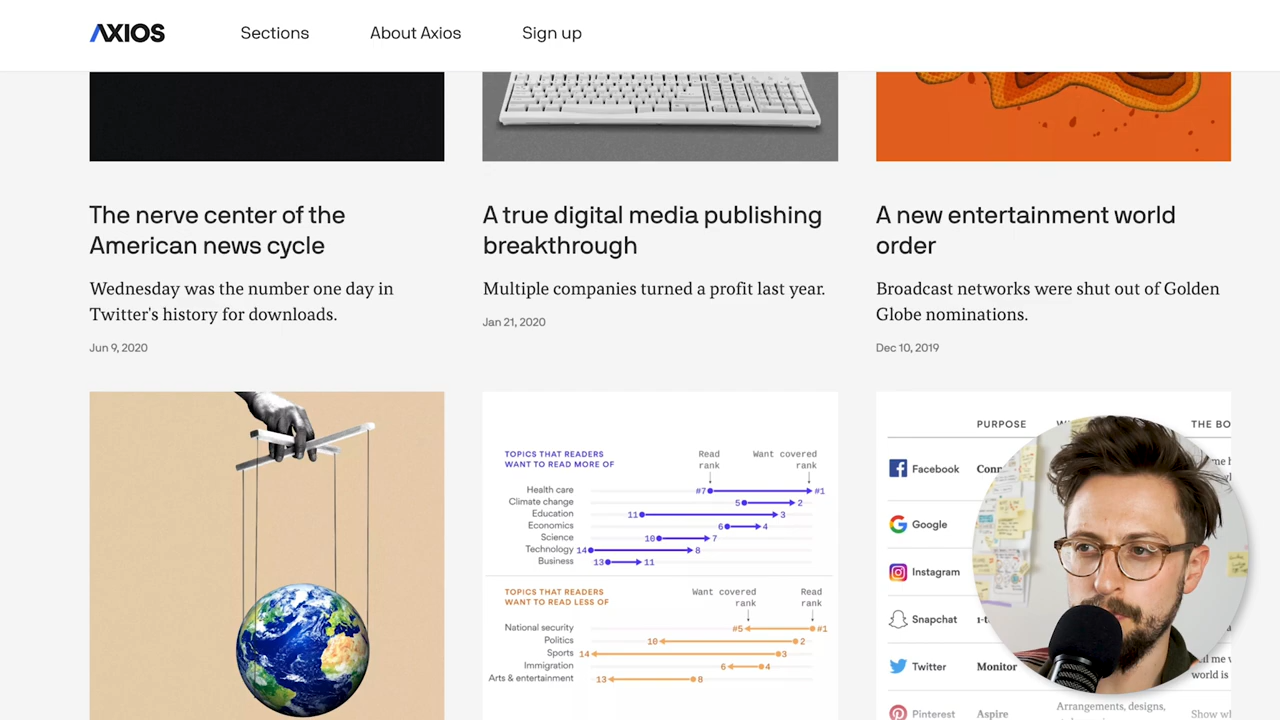 AXIOS Sections About Axios Sign up
The nerve center of the
American news cycle
Wednesday was the number one day in
Twitter's history for downloads.
Jun 9, 2020
A true digital media publishing
breakthrough
Multiple companies turned a profit last year.
Jan 21, 2020
A new entertainment world
order
Broadcast networks were shut out of Golden
Globe nominations.
Dec 10, 2019
TOPICS THAT READERS
WANT TO READ MORE OF
Read
rank
Want covered
rank
Health care #7 #1
Climate change 5 2
Education 11 3
Economics 6 4
Science 10 7
Technology 14 8
Business 13 11
TOPICS THAT READERS
WANT TO READ LESS OF
Want covered
rank
Read
rank
National security #5 #1
Politics 10 2
Sports 14 3
Immigration 6 4
Arts & entertainment 13 8
PURPOSE THE BO
Facebook
Google
Instagram
Snapchat
Twitter Monitor
Pinterest Aspire
Arrangements, designs,